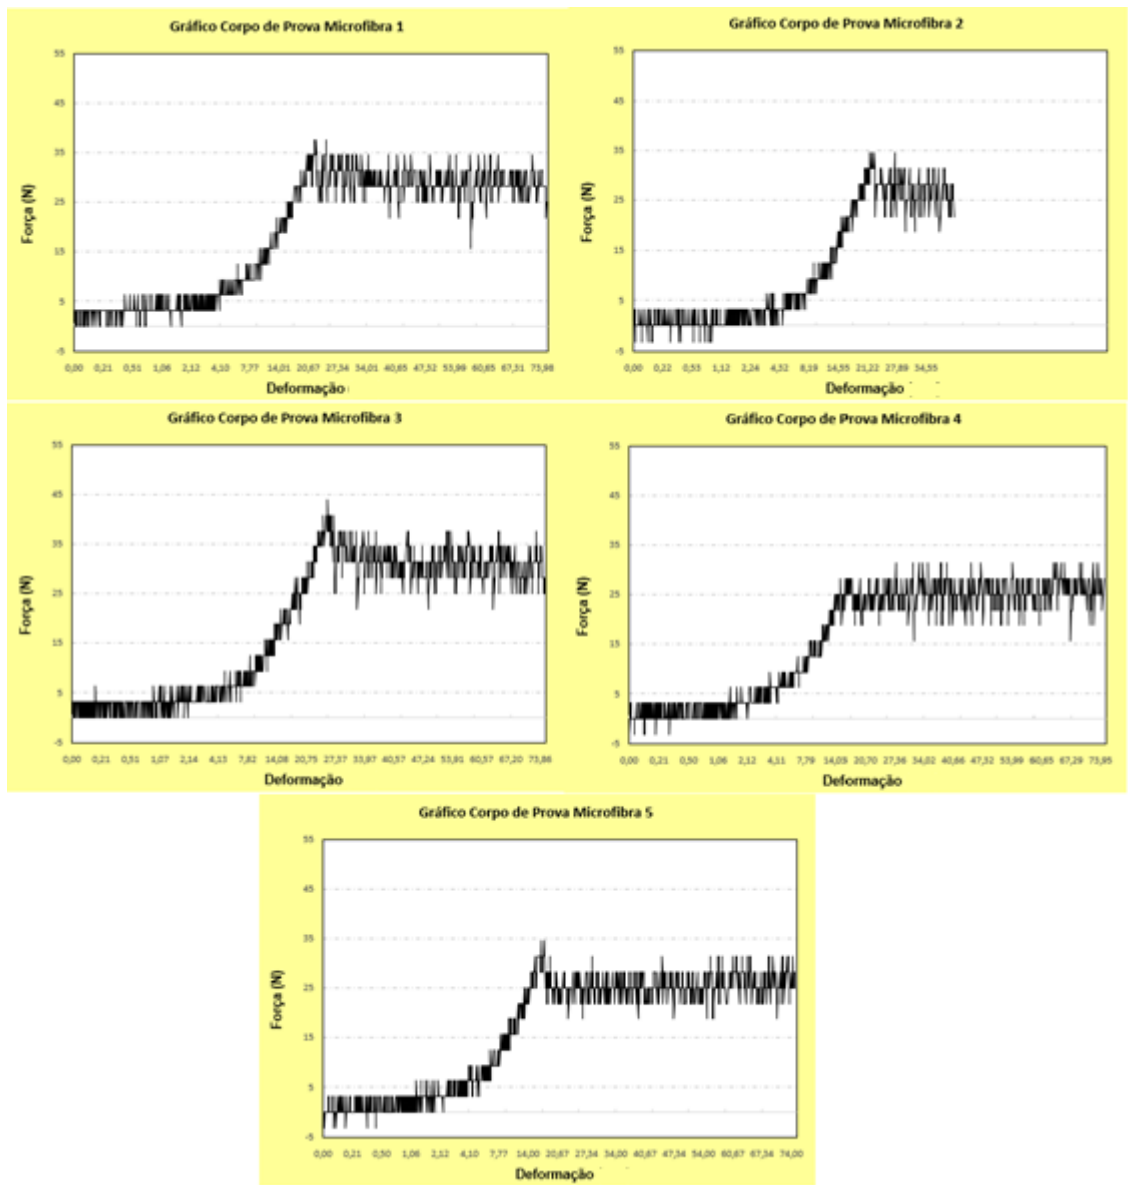 Gráfico Corpo de Prova Microfibra 1
55
45
35
25
15
5
-5
Força (N)
0,00 0,21 0,51 1,06 2,12 4,10 7,77 14,01 20,67 27,34 34,01 40,65 47,52 53,99 60,65 67,31 73,98
Deformação
Gráfico Corpo de Prova Microfibra 2
55
45
35
25
15
5
-5
Força (N)
0,00 0,22 0,53 1,12 2,24 4,32 8,19 14,55 21,22 27,89 34,55
Deformação
Gráfico Corpo de Prova Microfibra 3
55
45
35
25
15
5
-5
Força (N)
0,00 0,21 0,51 1,07 2,14 4,15 7,82 14,08 20,75 27,37 33,97 40,57 47,24 53,91 60,57 67,20 73,86
Deformação
Gráfico Corpo de Prova Microfibra 4
55
45
35
25
15
5
-5
Força (N)
0,00 0,21 0,51 1,06 2,12 4,11 7,79 14,03 20,70 27,36 34,02 40,66 47,32 53,99 60,65 67,29 73,95
Deformação
Gráfico Corpo de Prova Microfibra 5
55
45
35
25
15
5
-5
Força (N)
0,00 0,21 0,50 1,06 2,12 4,10 7,77 14,00 20,67 27,34 34,00 40,67 47,34 54,00 60,67 67,34 74,00
Deformação